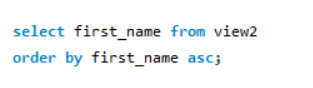 select first_name from view2
order by first_name asc;